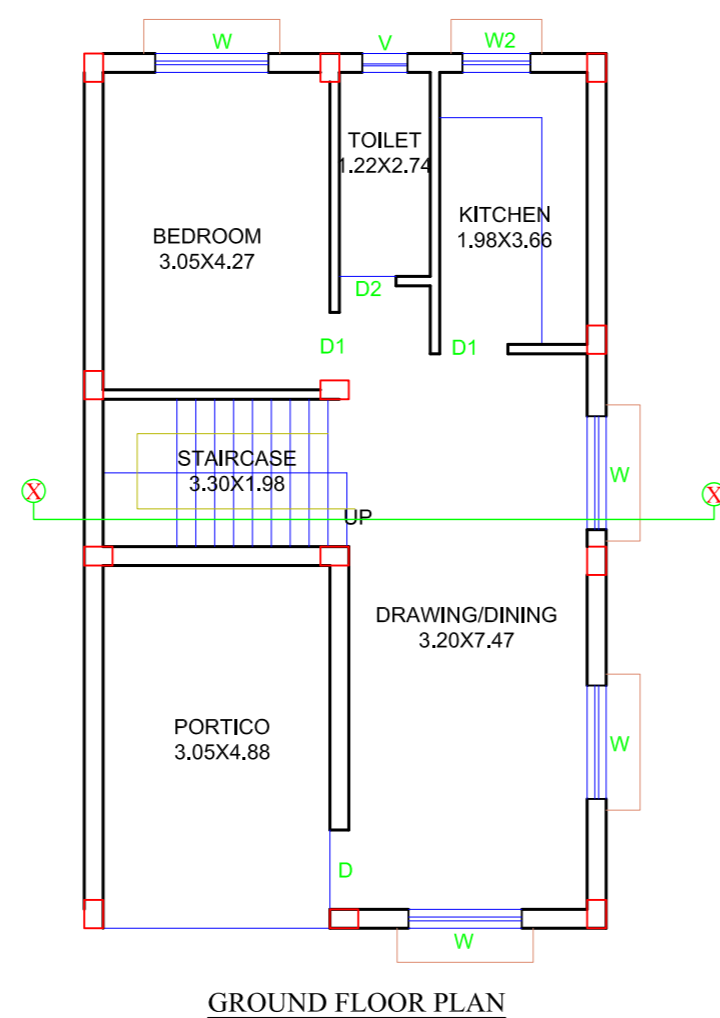 W
V
W2
TOILET
1.22X2.74
KITCHEN
1.98X3.66
BEDROOM
3.05X4.27
D2
D1
D1
STAIRCASE
3.30X1.98
W
X
X
UP
DRAWING/DINING
3.20X7.47
PORTICO
3.05X4.88
W
D
W
GROUND FLOOR PLAN